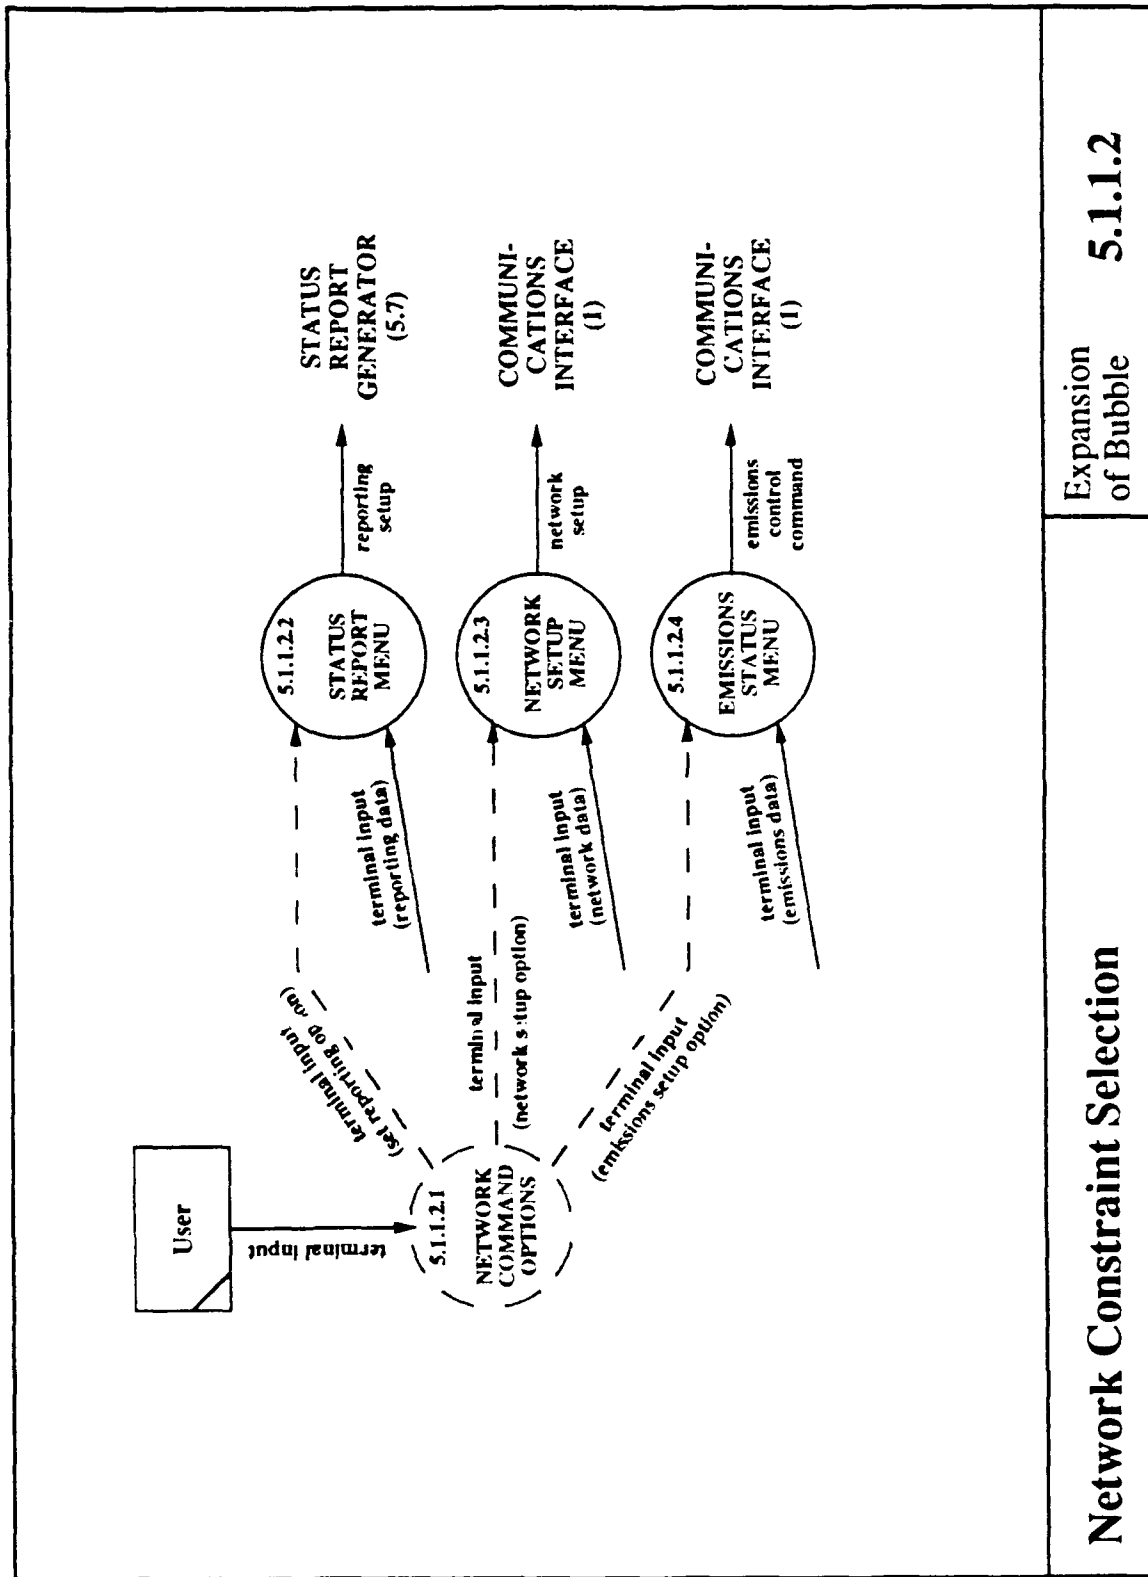 User
terminal input
5.1.1.2.1
NETWORK
COMMAND
OPTIONS
terminal input
(set reporting
terminal input
(network setup option)
terminal input
(emissions setup option)
terminal input
(reporting data)
5.1.1.2.2
STATUS
REPORT
MENU
reporting
setup
STATUS
REPORT
GENERATOR
(5.7)
terminal input
(network data)
5.1.1.2.3
NETWORK
SETUP
MENU
network
setup
COMMUNI-
CATIONS
INTERFACE
(1)
terminal input
(emissions data)
5.1.1.2.4
EMISSIONS
STATUS
MENU
emissions
control
command
COMMUNI-
CATIONS
INTERFACE
(1)
Network Constraint Selection
Expansion
of Bubble 5.1.1.2